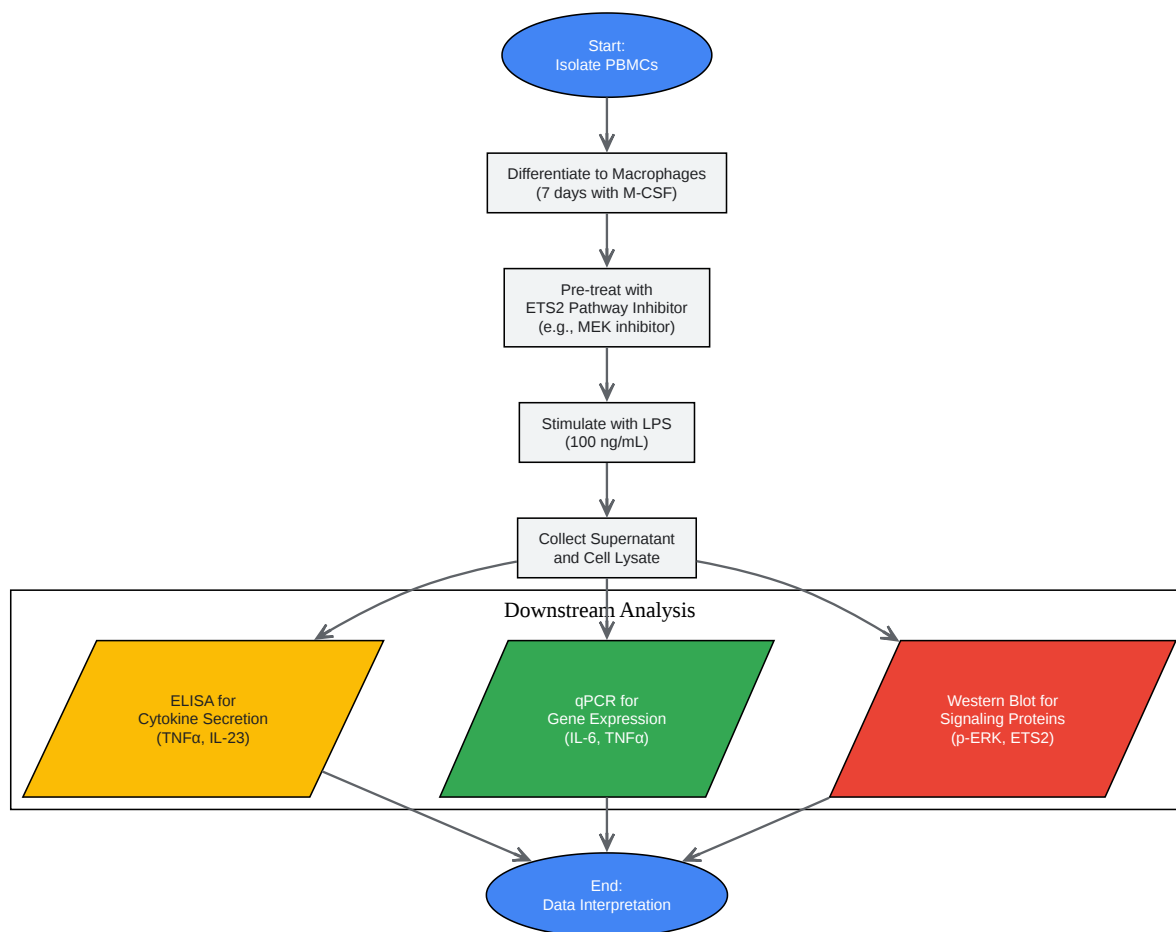 Start:
Isolate PBMCs
Differentiate to Macrophages
(7 days with M-CSF)
Pre-treat with
ETS2 Pathway Inhibitor
(e.g., MEK inhibitor)
Stimulate with LPS
(100 ng/mL)
Collect Supernatant
and Cell Lysate
Downstream Analysis
ELISA for
Cytokine Secretion
(TNFα, IL-23)
qPCR for
Gene Expression
(IL-6, TNFα)
Western Blot for
Signaling Proteins
(p-ERK, ETS2)
End:
Data Interpretation